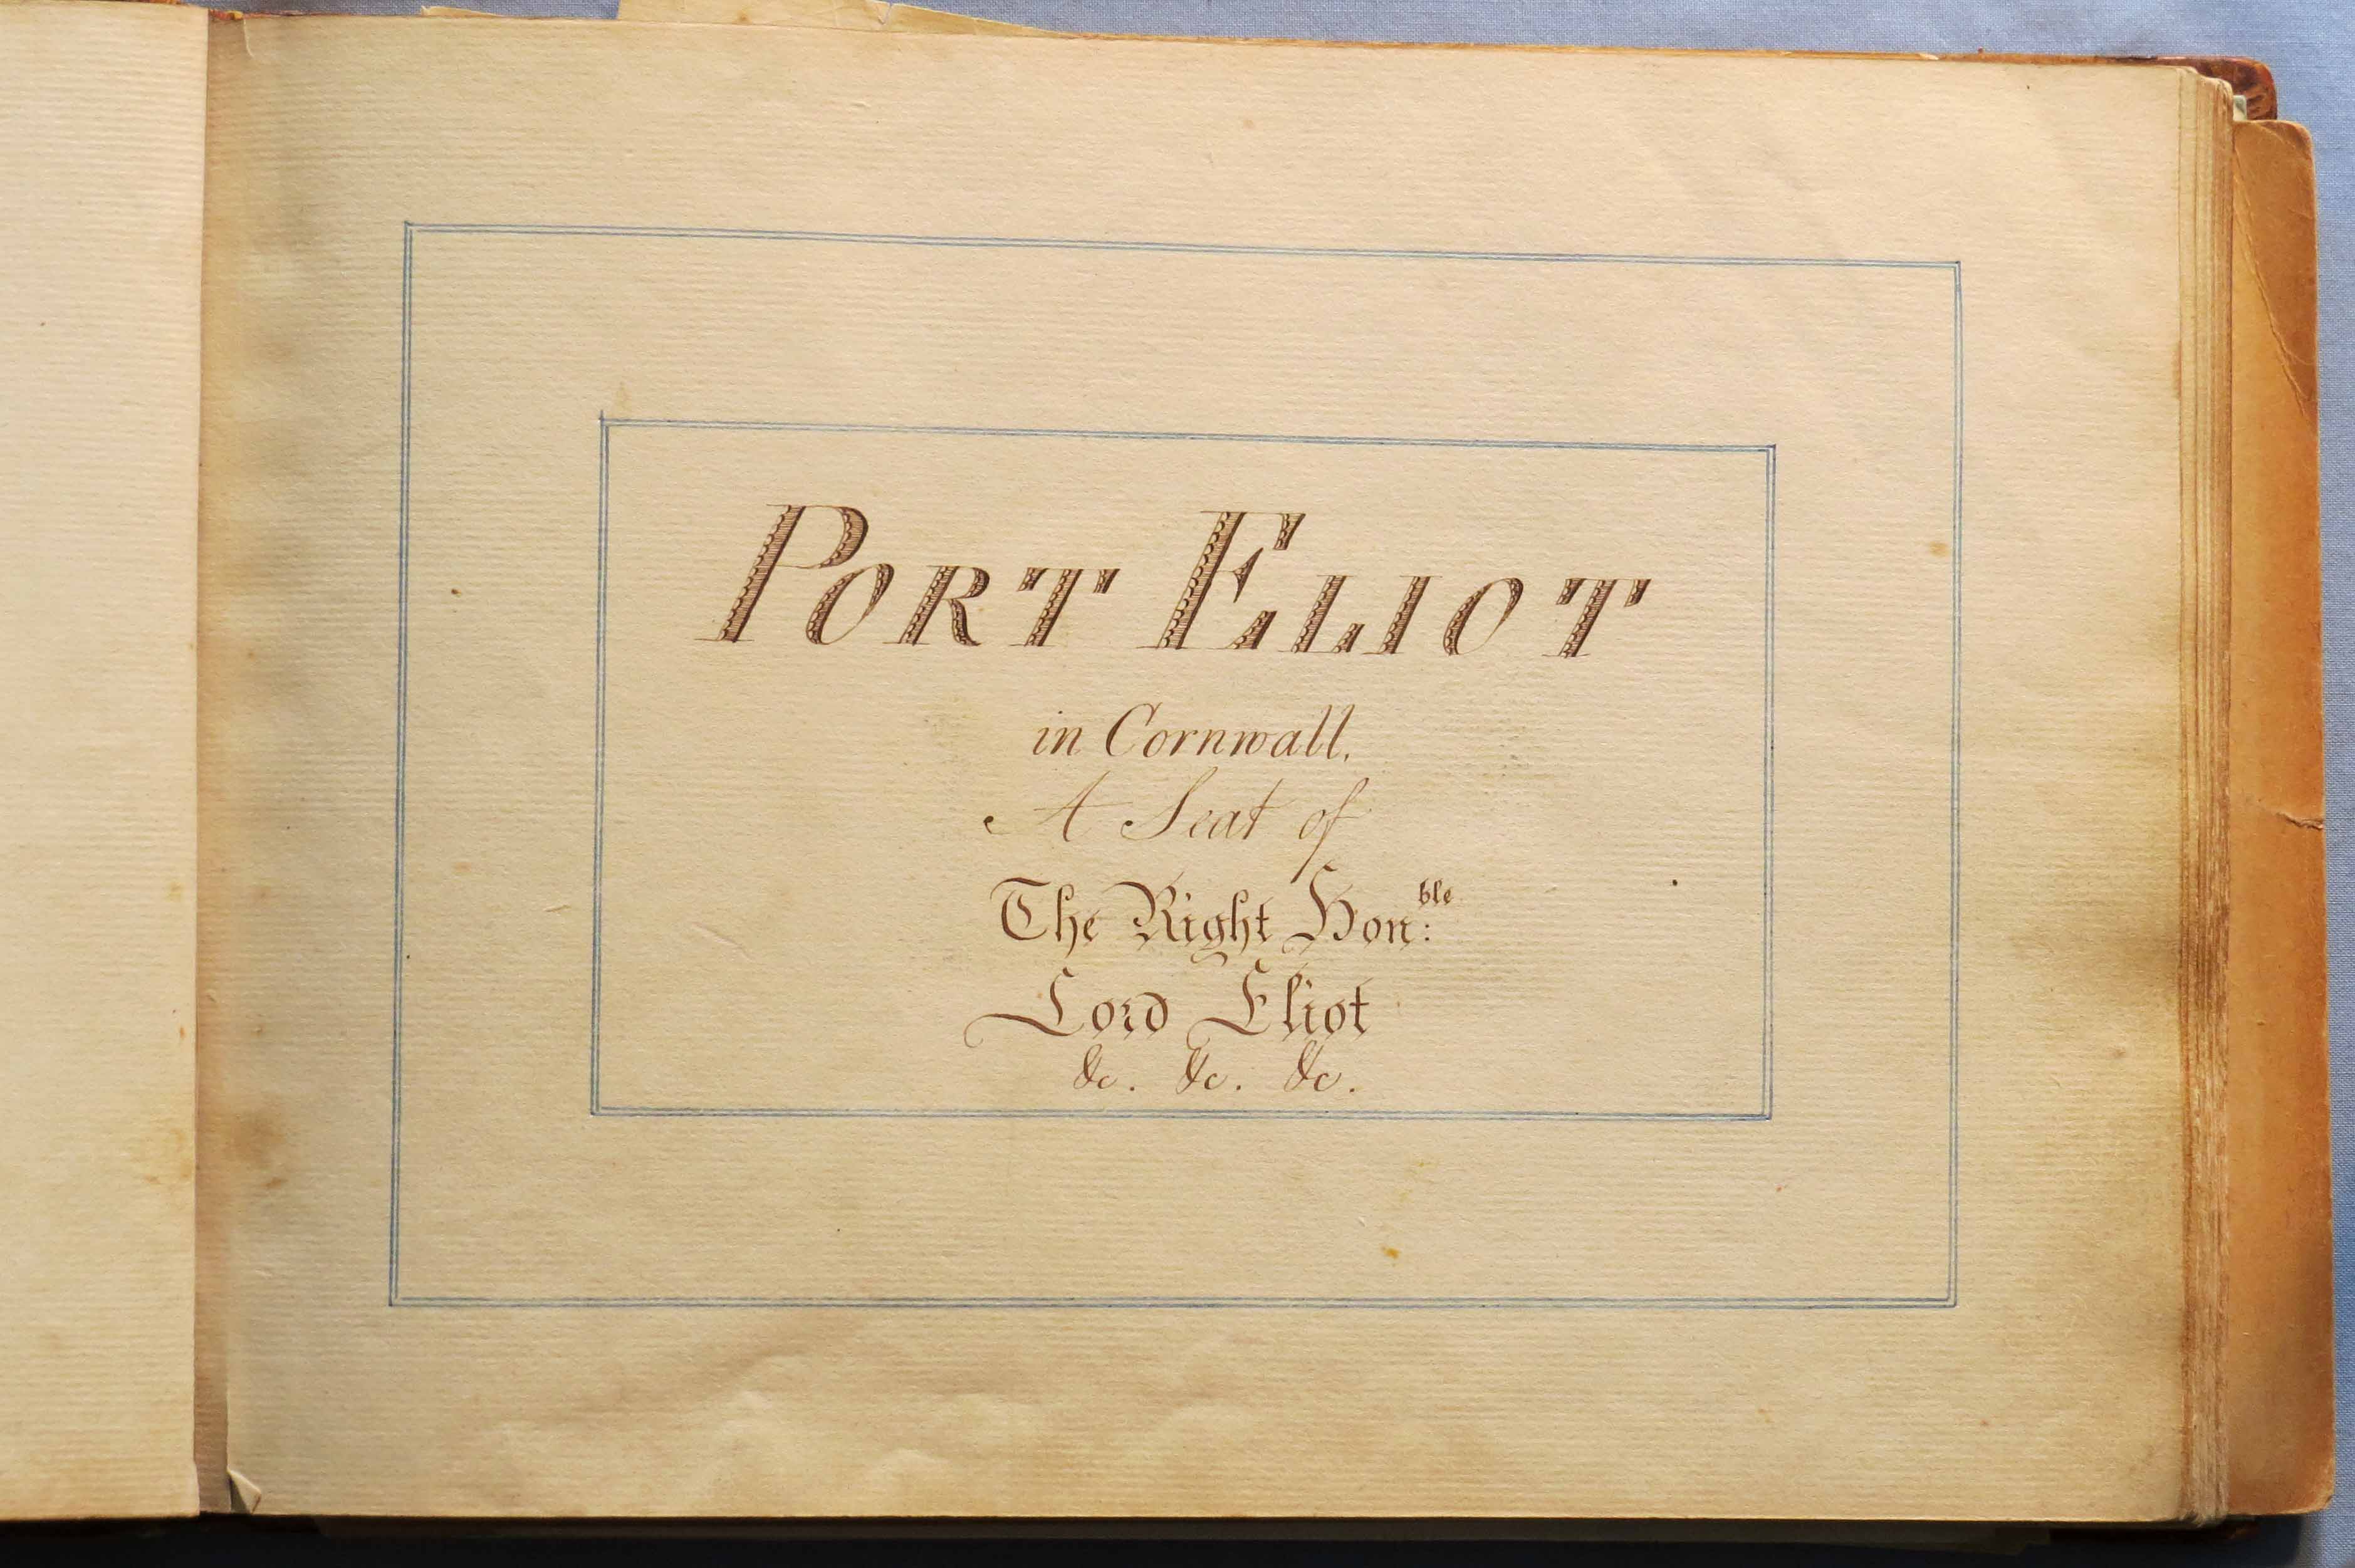 PORT ELIOT
in Cornwall.
A Seat of
The Right Hon:ble
Lord Eliot
&c. &c. &c.